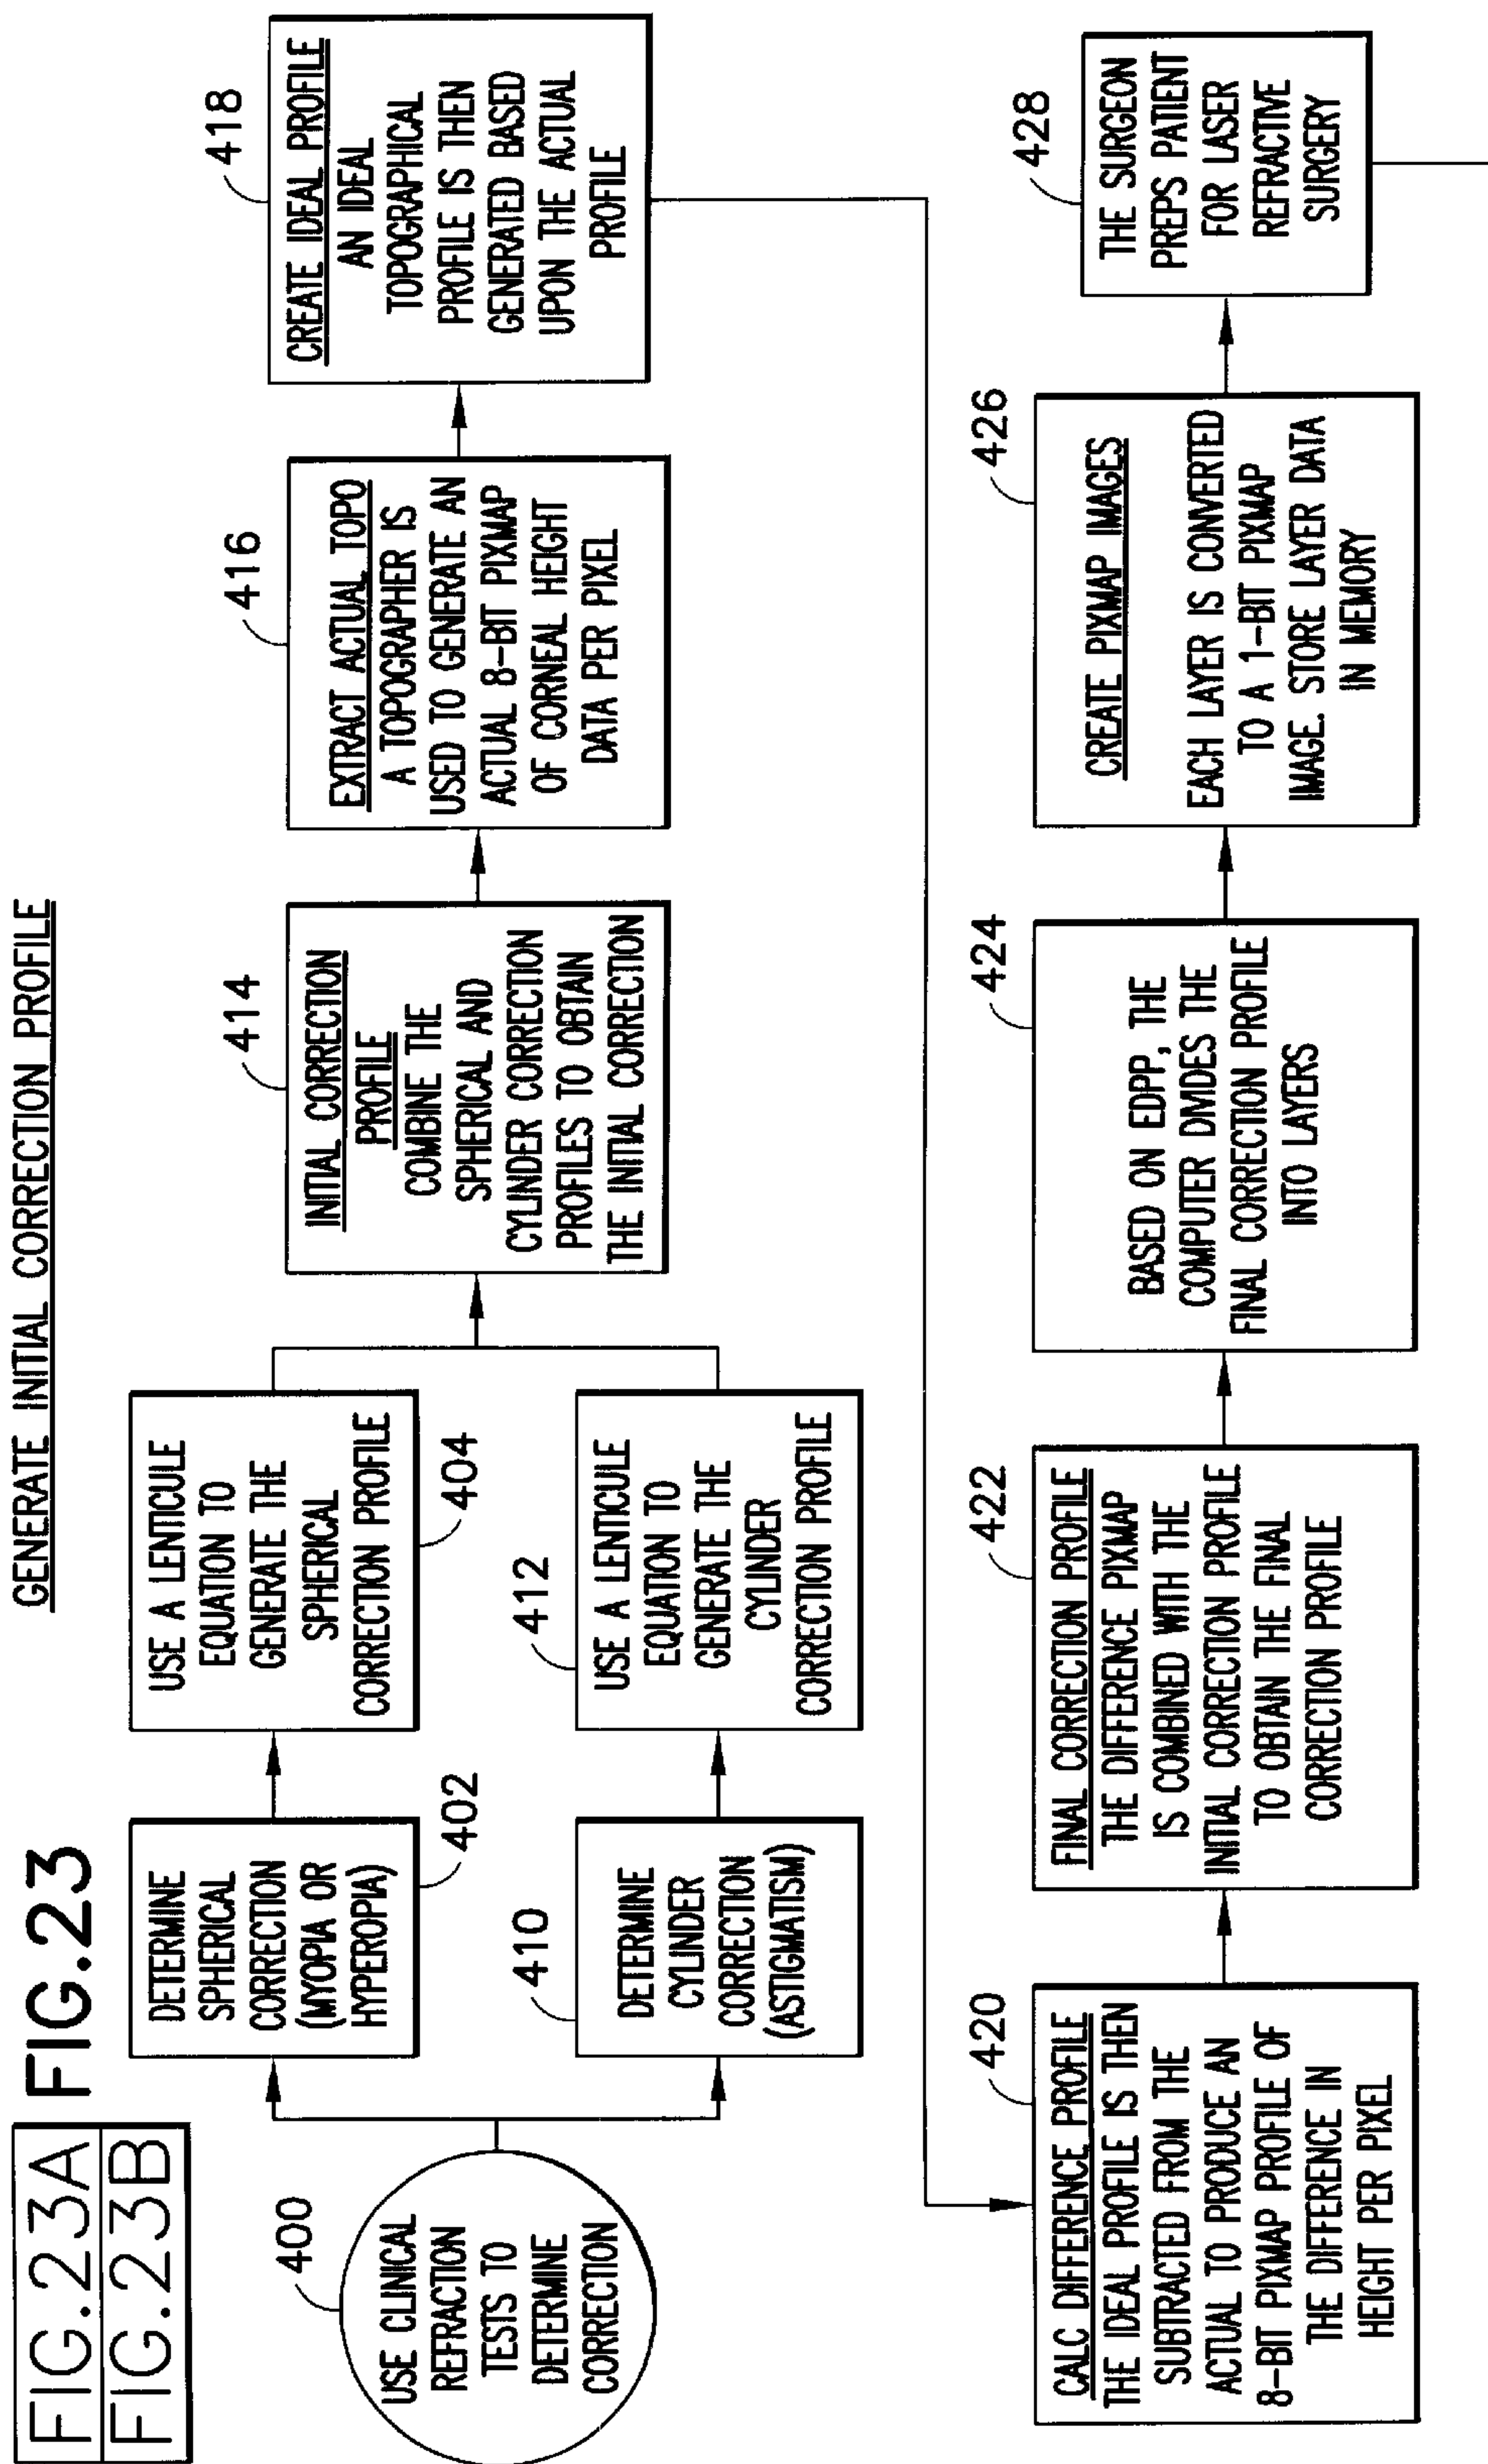 FIG.23A
FIG.23B
FIG.23
GENERATE INITIAL CORRECTION PROFILE
400
USE CLINICAL
REFRACTION
TESTS TO
DETERMINE
CORRECTION
DETERMINE
SPHERICAL
CORRECTION
(MYOPIA OR
HYPEROPIA)
402
USE A LENTICULE
EQUATION TO
GENERATE THE
SPHERICAL
CORRECTION PROFILE
404
410
DETERMINE
CYLINDER
CORRECTION
(ASTIGMATISM)
412
USE A LENTICULE
EQUATION TO
GENERATE THE
CYLINDER
CORRECTION PROFILE
414
INITIAL CORRECTION
PROFILE
COMBINE THE
SPHERICAL AND
CYLINDER CORRECTION
PROFILES TO OBTAIN
THE INITIAL CORRECTION
416
EXTRACT ACTUAL TOPO
A TOPOGRAPHER IS
USED TO GENERATE AN
ACTUAL 8-BIT PIXMAP
OF CORNEAL HEIGHT
DATA PER PIXEL
418
CREATE IDEAL PROFILE
AN IDEAL
TOPOGRAPHICAL
PROFILE IS THEN
GENERATED BASED
UPON THE ACTUAL
PROFILE
420
CALC DIFFERENCE PROFILE
THE IDEAL PROFILE IS THEN
SUBTRACTED FROM THE
ACTUAL TO PRODUCE AN
8-BIT PIXMAP PROFILE OF
THE DIFFERENCE IN
HEIGHT PER PIXEL
422
FINAL CORRECTION PROFILE
THE DIFFERENCE PIXMAP
IS COMBINED WITH THE
INITIAL CORRECTION PROFILE
TO OBTAIN THE FINAL
CORRECTION PROFILE
424
BASED ON EDPP, THE
COMPUTER DIVIDES THE
FINAL CORRECTION PROFILE
INTO LAYERS
426
CREATE PIXMAP IMAGES
EACH LAYER IS CONVERTED
TO A 1-BIT PIXMAP
IMAGE. STORE LAYER DATA
IN MEMORY
428
THE SURGEON
PREPS PATIENT
FOR LASER
REFRACTIVE
SURGERY